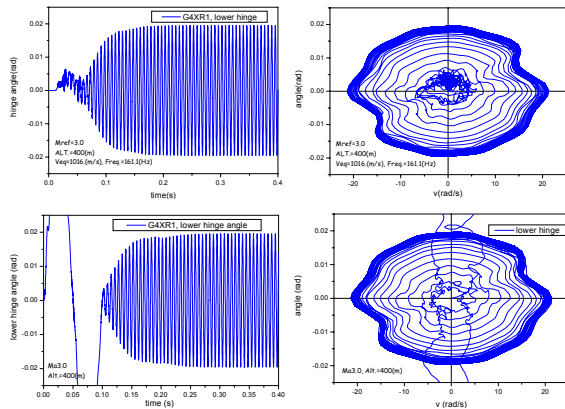 G4XR1, lower hinge
0.02
0.01
0.00
-0.01
-0.02
hinge angle(rad)
Mref=3.0
ALT.=400(m)
Veq=1016.(m/s), Freq.=161.1(Hz)
0.0 0.1 0.2 0.3 0.4
time(s)
0.02
0.01
0.00
-0.01
-0.02
angle(rad)
Mref=3.0
ALT.=400(m)
Veq=1016.(m/s), Freq.=161.1(Hz)
-20 -10 0 10 20
v(rad/s)
G4XR1, lower hinge angle
0.02
0.01
0.00
-0.01
-0.02
lower hinge angle (rad)
Ma3.0
Alt.=400(m)
0.00 0.05 0.10 0.15 0.20 0.25 0.30 0.35 0.40
time (s)
lower hinge
0.02
0.01
0.00
-0.01
-0.02
angle (rad)
Ma3.0, Alt.=400(m)
-20 -10 0 10 20
v (rad/s)